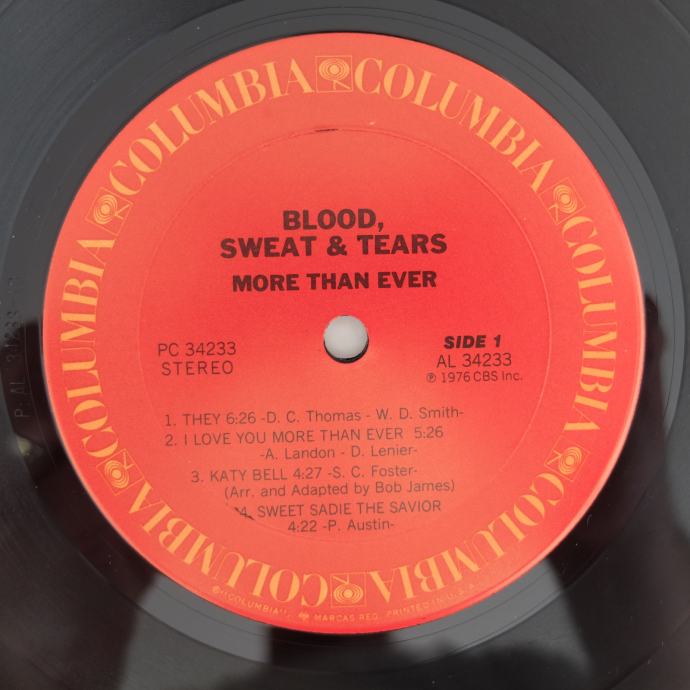 COLUMBIA COLUMBIA COLUMBIA COLUMBIA COLUMBIA COLUMBIA COLUMBIA COLUMBIA
BLOOD,
SWEAT & TEARS
MORE THAN EVER
PC 34233
STEREO
SIDE 1
AL 34233
℗ 1976 CBS Inc.
1. THEY 6:26 -D. C. Thomas - W. D. Smith-
2. I LOVE YOU MORE THAN EVER 5:26
-A. Landon - D. Lenier-
3. KATY BELL 4:27 -S. C. Foster-
(Arr. and Adapted by Bob James)
4. SWEET SADIE THE SAVIOR
4:22 -P. Austin-
"COLUMBIA", MARCAS REG. PRINTED IN U.S.A.